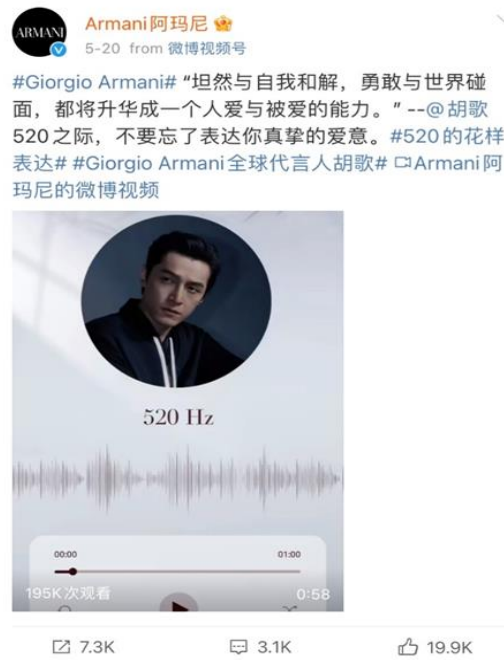 ARMANI
Armani阿玛尼
5-20 from 微博视频号
#Giorgio Armani# “坦然与自我和解，勇敢与世界碰
面，都将升华成一个人爱与被爱的能力。” --@胡歌
520之际，不要忘了表达你真挚的爱意。#520的花样
表达# #Giorgio Armani全球代言人胡歌# Armani阿
玛尼的微博视频
520 Hz
00:00 01:00
195K次观看 0:58
7.3K 3.1K 19.9K